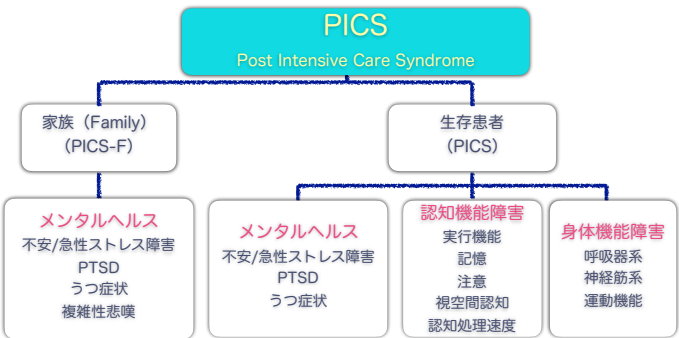 PICS
Post Intensive Care Syndrome
家族（Family）
（PICS-F）
生存患者
（PICS）
メンタルヘルス
不安/急性ストレス障害
PTSD
うつ症状
複雑性悲嘆
メンタルヘルス
不安/急性ストレス障害
PTSD
うつ症状
認知機能障害
実行機能
記憶
注意
視空間認知
認知処理速度
身体機能障害
呼吸器系
神経筋系
運動機能